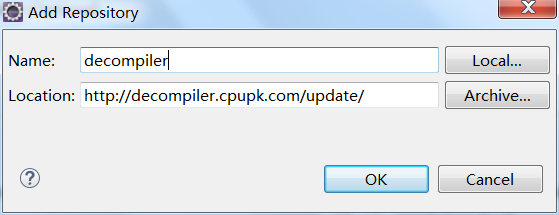 Add Repository
Name: decompiler Local...
Location: http://decompiler.cpupk.com/update/ Archive...
? OK Cancel